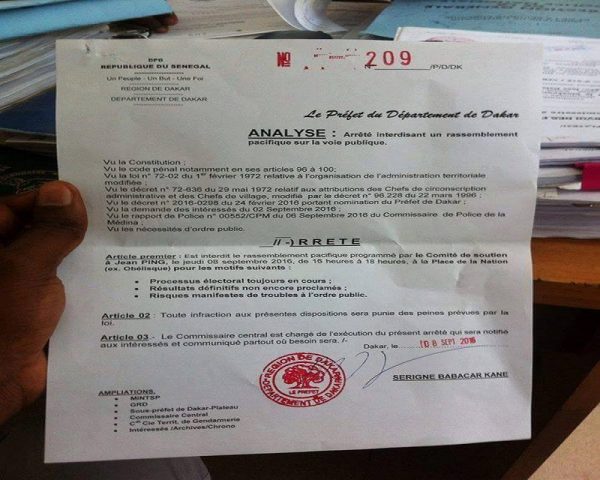 DPD
REPUBLIQUE DU SENEGAL
Un Peuple - Un But - Une Foi
REGION DE DAKAR
DEPARTEMENT DE DAKAR
No 209 /P/D/DK
Le Préfet du Département de Dakar
ANALYSE : Arrêté interdisant un rassemblement
pacifique sur la voie publique.
Vu la Constitution ;
Vu le code pénal notamment en ses articles 96 à 100;
Vu la loi n° 72-02 du 1er février 1972 relative à l'organisation de l'administration territoriale
modifiée ;
Vu le décret n° 72-636 du 29 mai 1972 relatif aux attributions des Chefs de circonscription
administrative et des Chefs de village, modifié par le décret n° 96.228 du 22 mars 1996 ;
Vu le décret n° 2016-0298 du 24 février 2016 portant nomination du Préfet de Dakar ;
Vu la demande des intéressés du 02 Septembre 2016 ;
Vu le rapport de Police n° 00552/CPM du 06 Septembre 2016 du Commissaire de Police de la
Médina ;
Vu les nécessités d'ordre public.
//-) R R E T E
Article premier : Est interdit le rassemblement pacifique programmé par le Comité de soutien
à Jean PING, le jeudi 08 septembre 2016, de 16 heures à 18 heures, à la Place de la Nation
(ex. Obélisque) pour les motifs suivants :
• Processus électoral toujours en cours ;
• Résultats définitifs non encore proclamés ;
• Risques manifestes de troubles à l'ordre public.
Article 02 : Toute infraction aux présentes dispositions sera punie des peines prévues par la
loi.
Article 03 .- Le Commissaire central est chargé de l'exécution du présent arrêté qui sera notifié
aux intéressés et communiqué partout où besoin sera. /-
Dakar, le 08 SEPT 2016
REGION DE DAKAR
LE PREFET
DEPARTEMENT DE DAKAR
SERIGNE BABACAR KANE
AMPLIATIONS,
• MINTSP
• GRD
• Sous-préfet de Dakar-Plateau
• Commissaire Central
• Cie Territ. de Gendarmerie
• Intéressés /Archives/Chrono